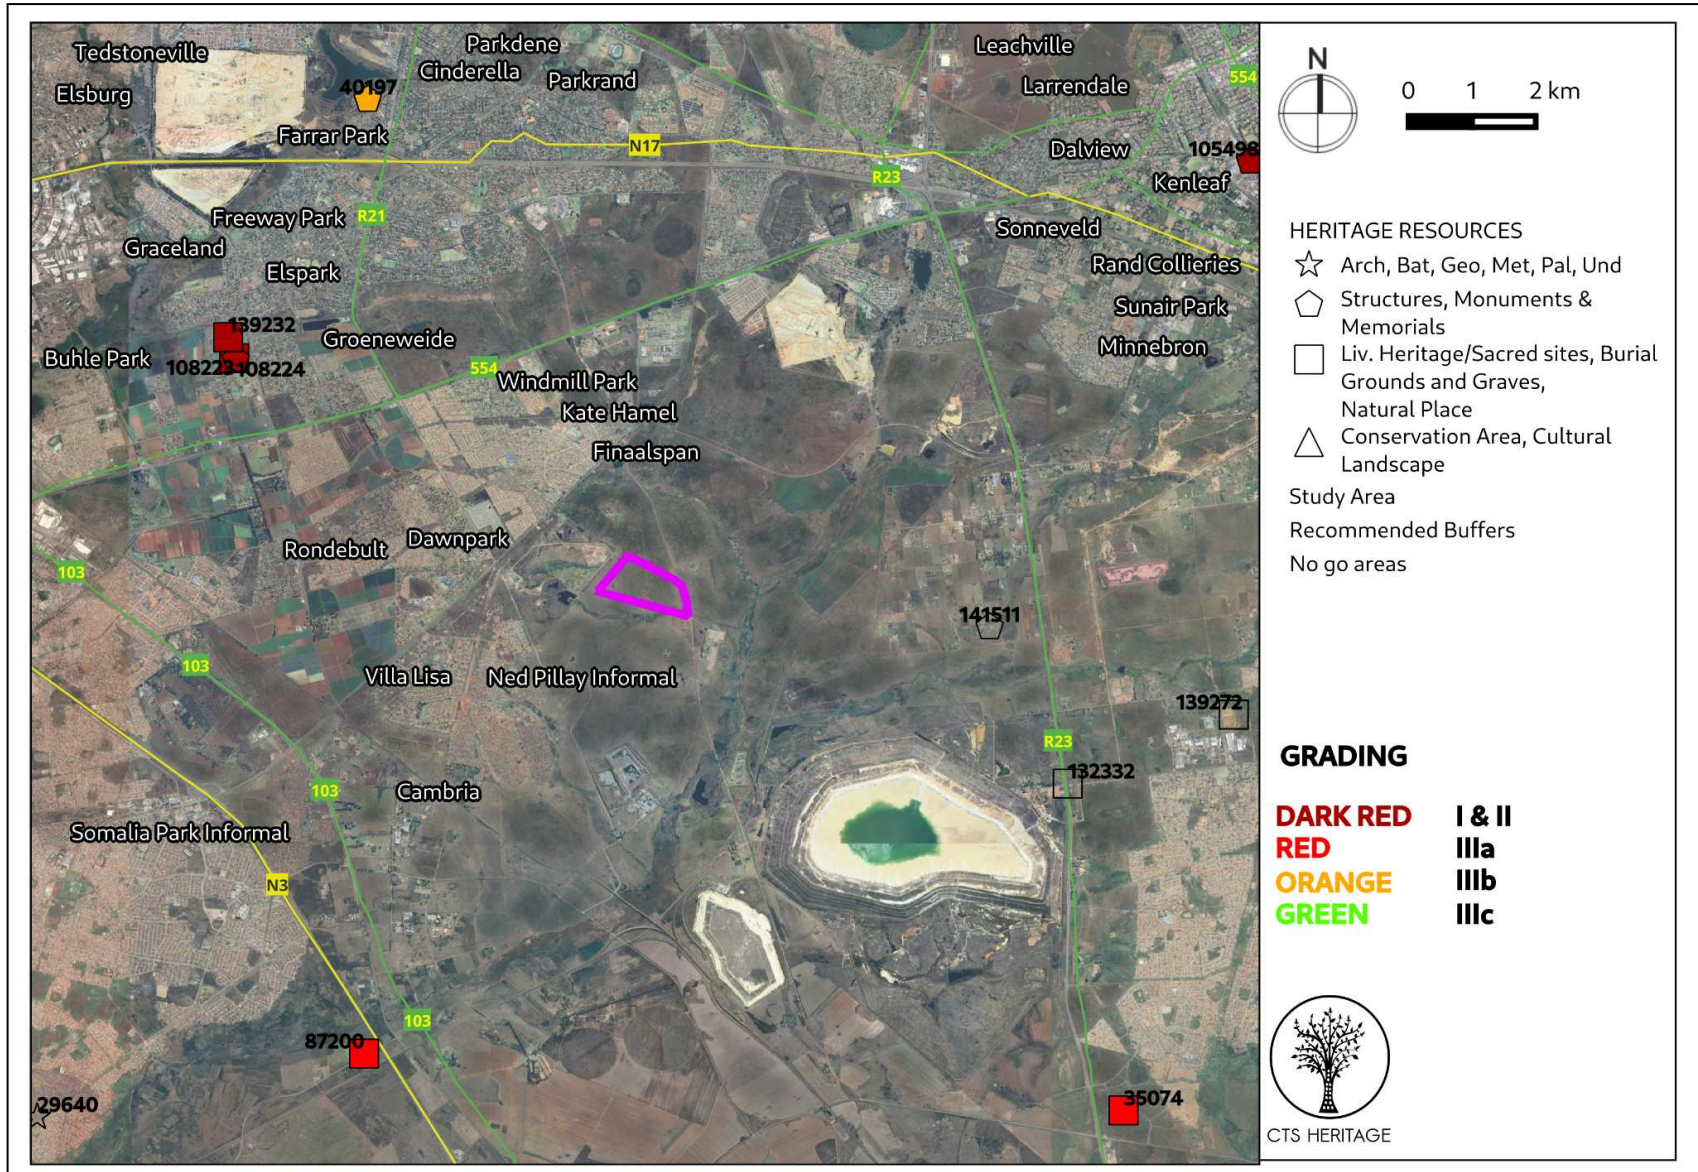 Tedstoneville
Parkdene
Leachville
Cinderella
Parkrand
554
40197
Larrendale
Elsburg
Farrar Park
N17
Dalview
105498
R23
Kenleaf
Freeway Park
R21
Graceland
Sonneveld
Elspark
Rand Collieries
Sunair Park
139232
Groeneweide
Minnebron
Buhle Park
108223
108224
554
Windmill Park
Kate Hamel
Finaalspan
Rondebult
Dawnpark
103
141511
103
Villa Lisa
Ned Pillay Informal
139272
R23
132332
103
Cambria
Somalia Park Informal
N3
103
87200
29640
35074
N
0 1 2 km
HERITAGE RESOURCES
Arch, Bat, Geo, Met, Pal, Und
Structures, Monuments &
Memorials
Liv. Heritage/Sacred sites, Burial
Grounds and Graves,
Natural Place
Conservation Area, Cultural
Landscape
Study Area
Recommended Buffers
No go areas
GRADING
DARK RED I & II
RED IIIa
ORANGE IIIb
GREEN IIIc
CTS HERITAGE